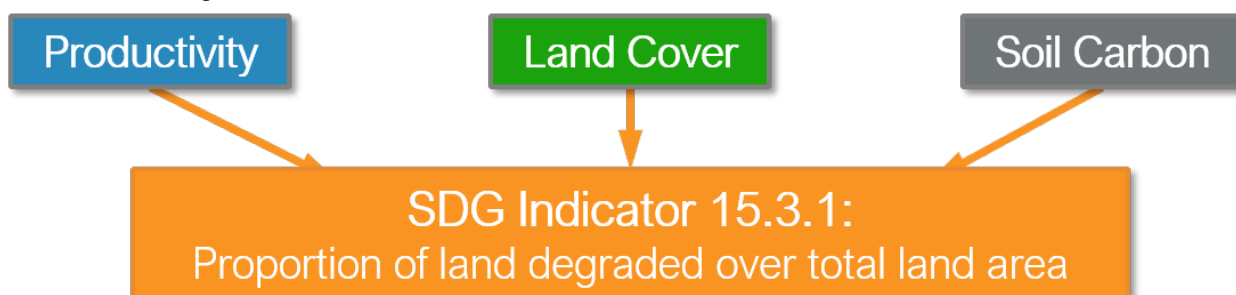 Productivity
Land Cover
Soil Carbon
SDG Indicator 15.3.1:
Proportion of land degraded over total land area